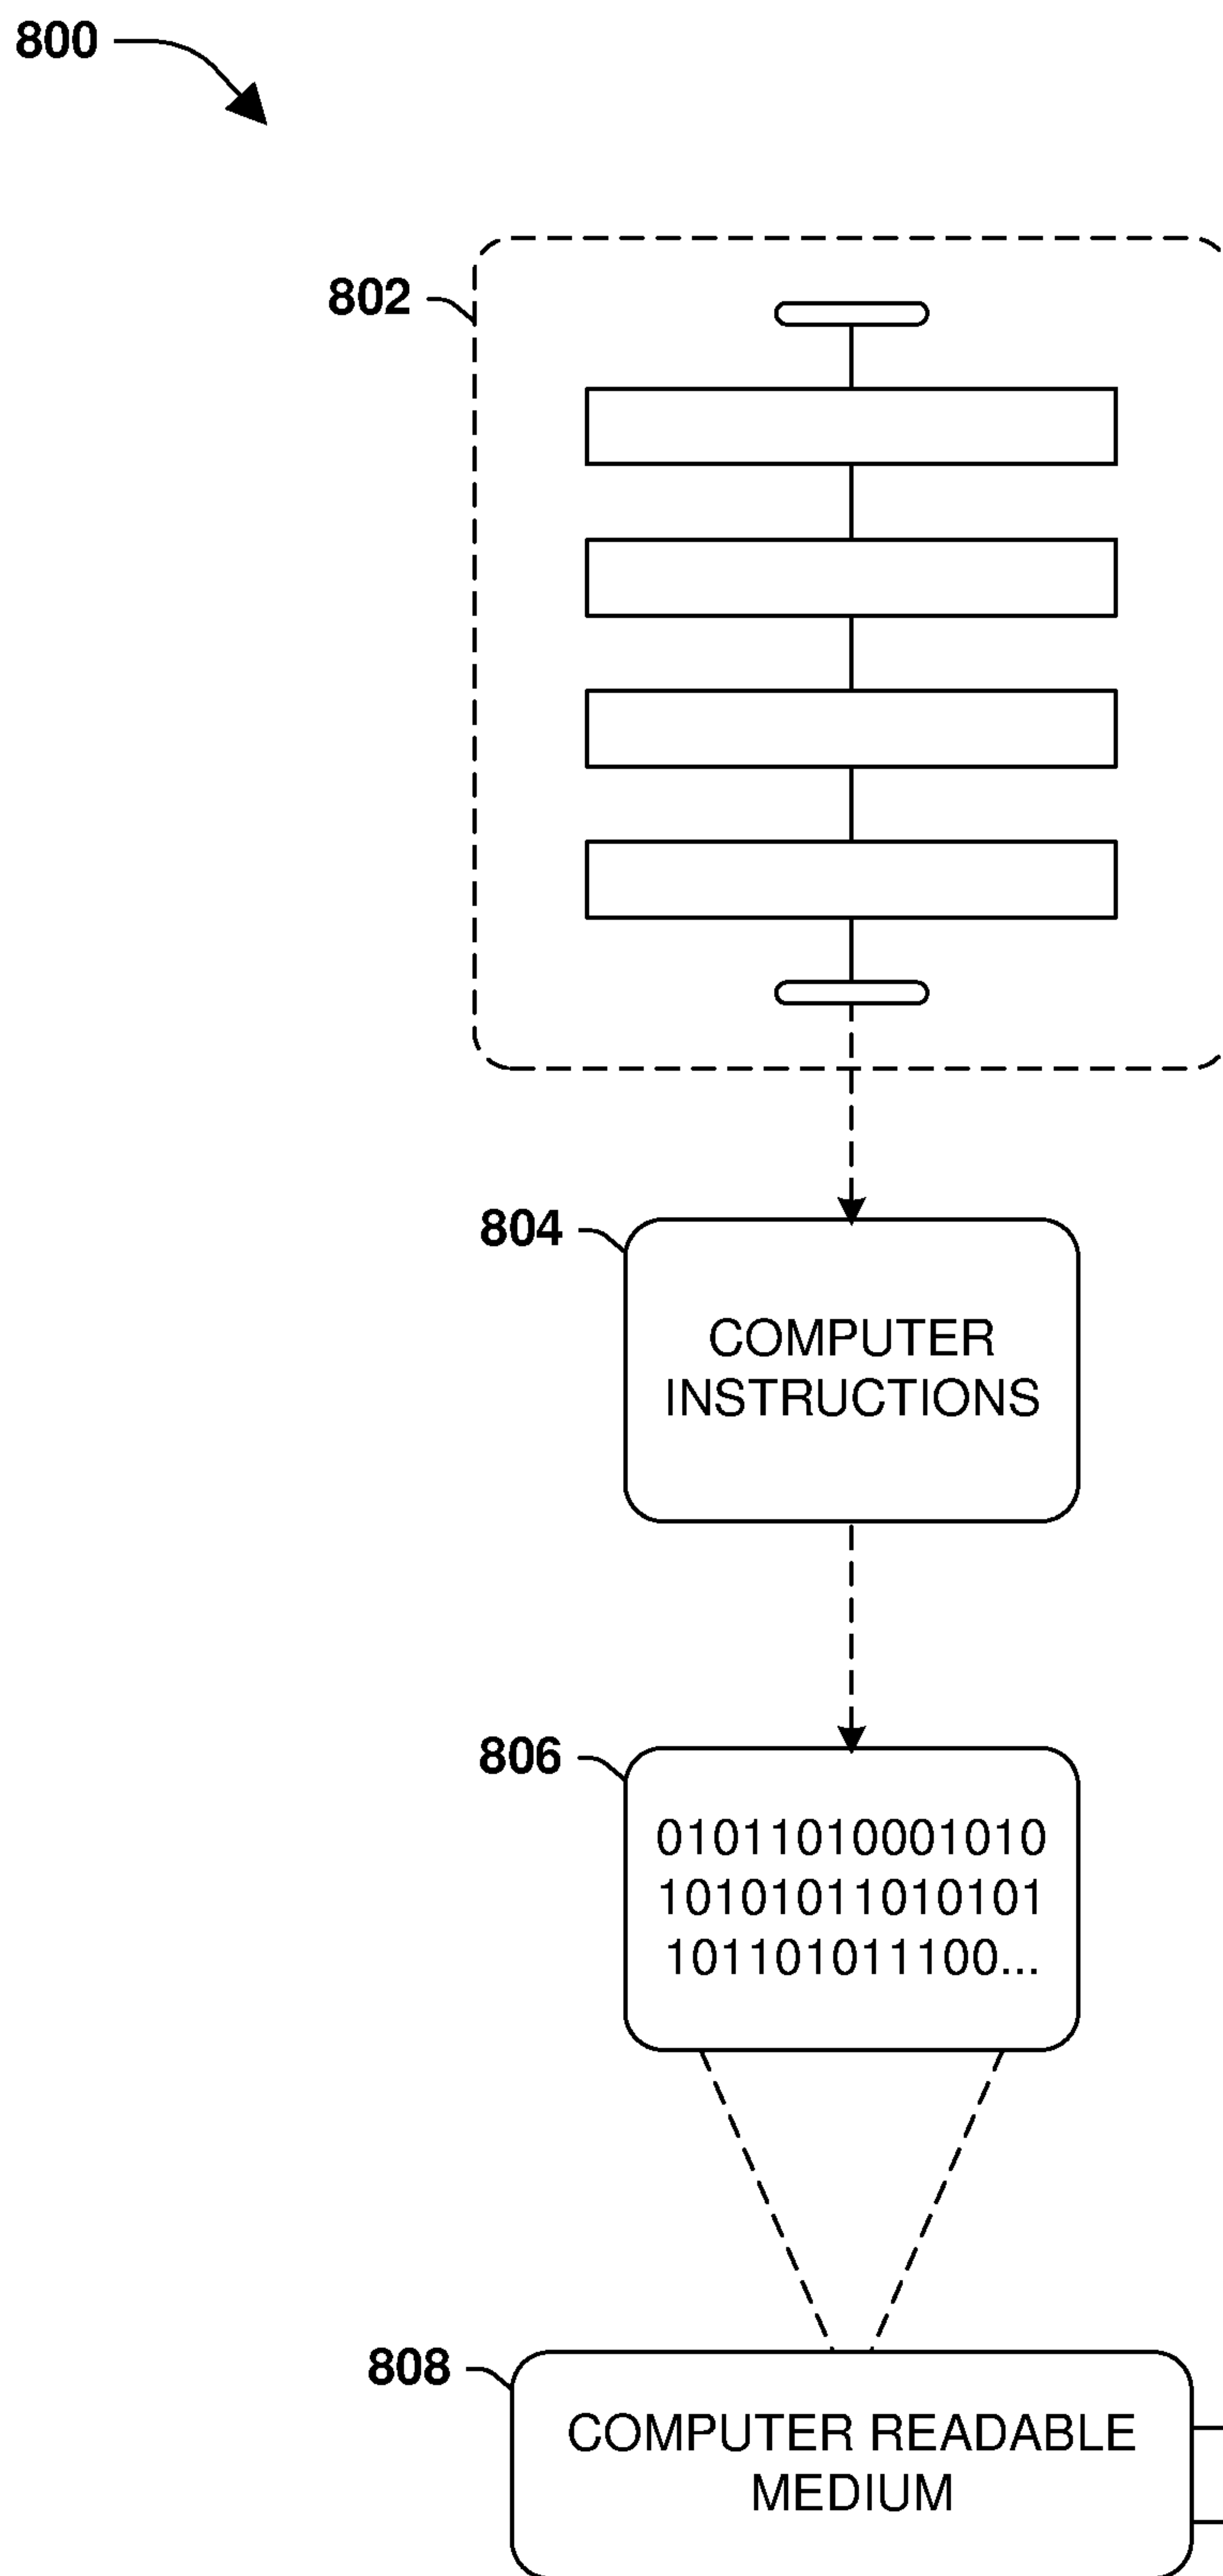 800
802
804
COMPUTER
INSTRUCTIONS
806
01011010001010
10101011010101
101101011100...
808
COMPUTER READABLE
MEDIUM